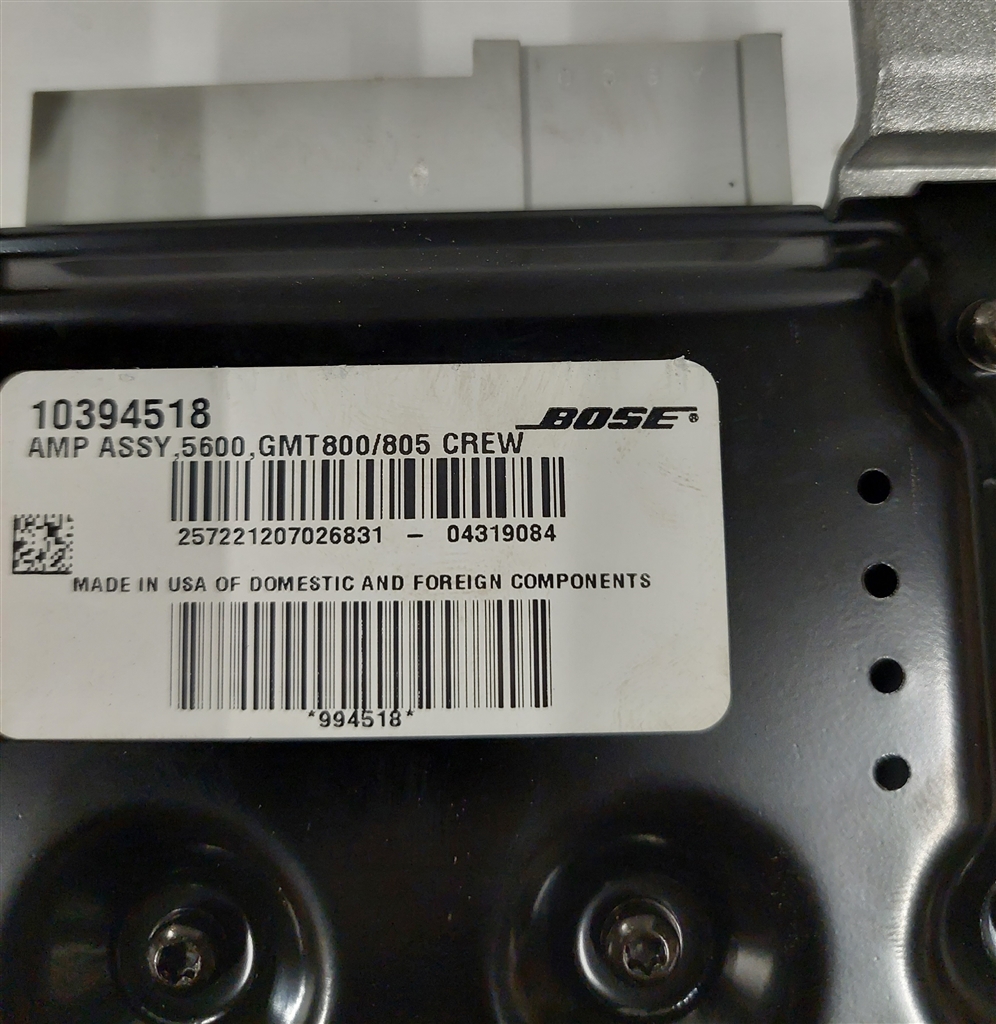 10394518
BOSE®
AMP ASSY,5600,GMT800/805 CREW
257221207026831 - 04319084
MADE IN USA OF DOMESTIC AND FOREIGN COMPONENTS
*994518*